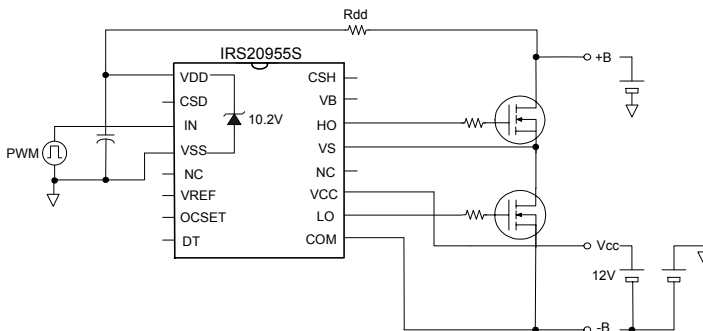 Rdd
IRS20955S
+B
VDD
CSH
CSD
VB
IN
10.2V
HO
PWM
VSS
VS
NC
NC
VREF
VCC
OCSET
LO
DT
COM
Vcc
12V
-B